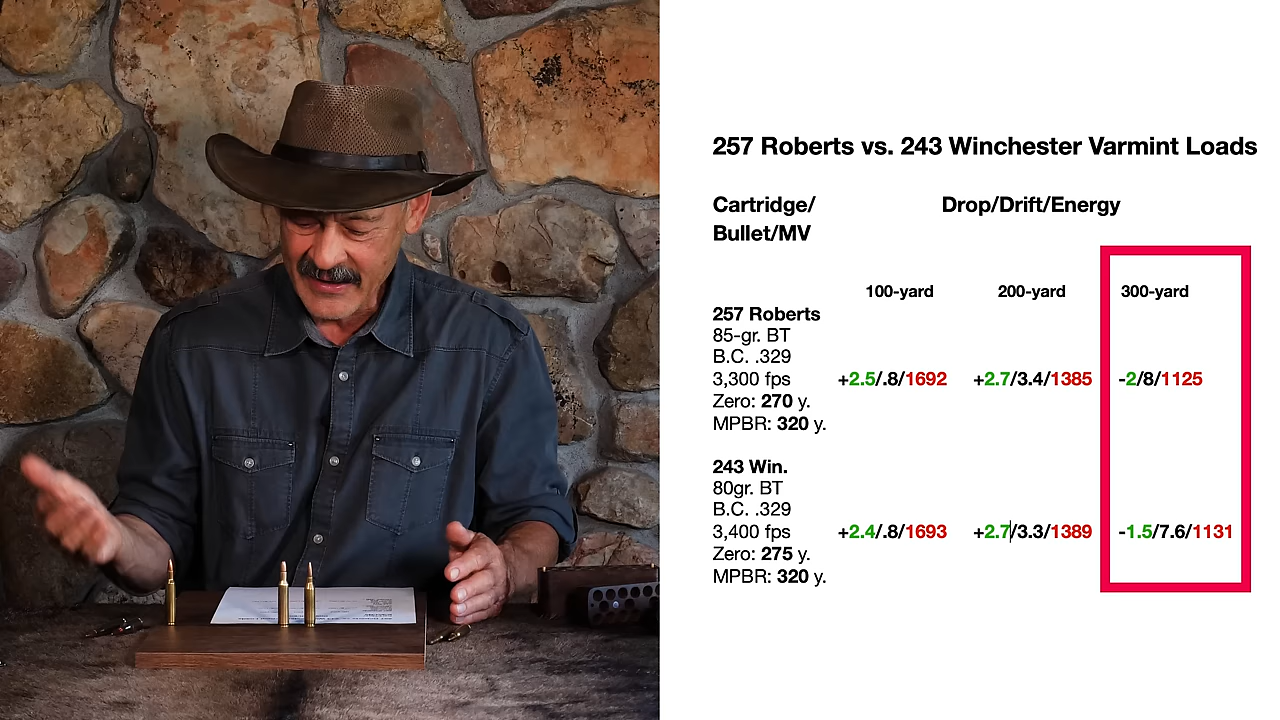 257 Roberts vs. 243 Winchester Varmint Loads
Cartridge/ Drop/Drift/Energy
Bullet/MV
100-yard 200-yard 300-yard
257 Roberts
85-gr. BT
B.C. .329
3,300 fps +2.5/.8/1692 +2.7/3.4/1385 -2/8/1125
Zero: 270 y.
MPBR: 320 y.
243 Win.
80gr. BT
B.C. .329
3,400 fps +2.4/.8/1693 +2.7/3.3/1389 -1.5/7.6/1131
Zero: 275 y.
MPBR: 320 y.